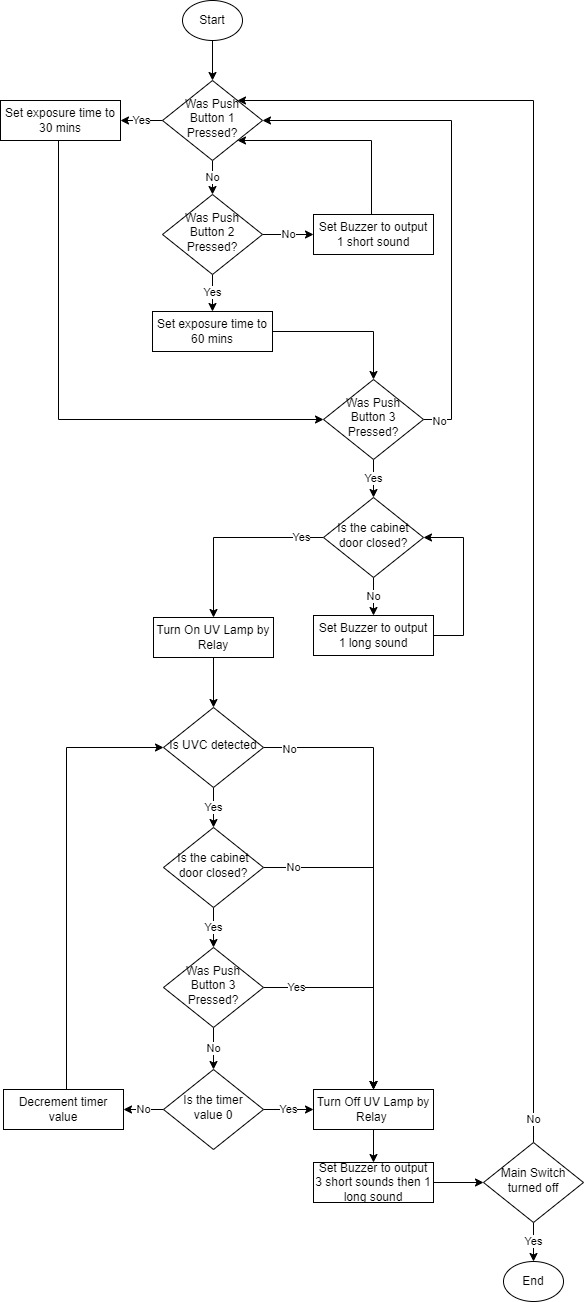 Start
Was Push
Button 1
Pressed?
Yes
Set exposure time to
30 mins
No
Was Push
Button 2
Pressed?
No
Set Buzzer to output
1 short sound
Yes
Set exposure time to
60 mins
Was Push
Button 3
Pressed?
No
Yes
Is the cabinet
door closed?
Yes
No
Set Buzzer to output
1 long sound
Turn On UV Lamp by
Relay
Is UVC detected
No
Yes
Is the cabinet
door closed?
No
Yes
Was Push
Button 3
Pressed?
Yes
No
Is the timer
value 0
No
Decrement timer
value
Yes
Turn Off UV Lamp by
Relay
Set Buzzer to output
3 short sounds then 1
long sound
No
Main Switch
turned off
Yes
End